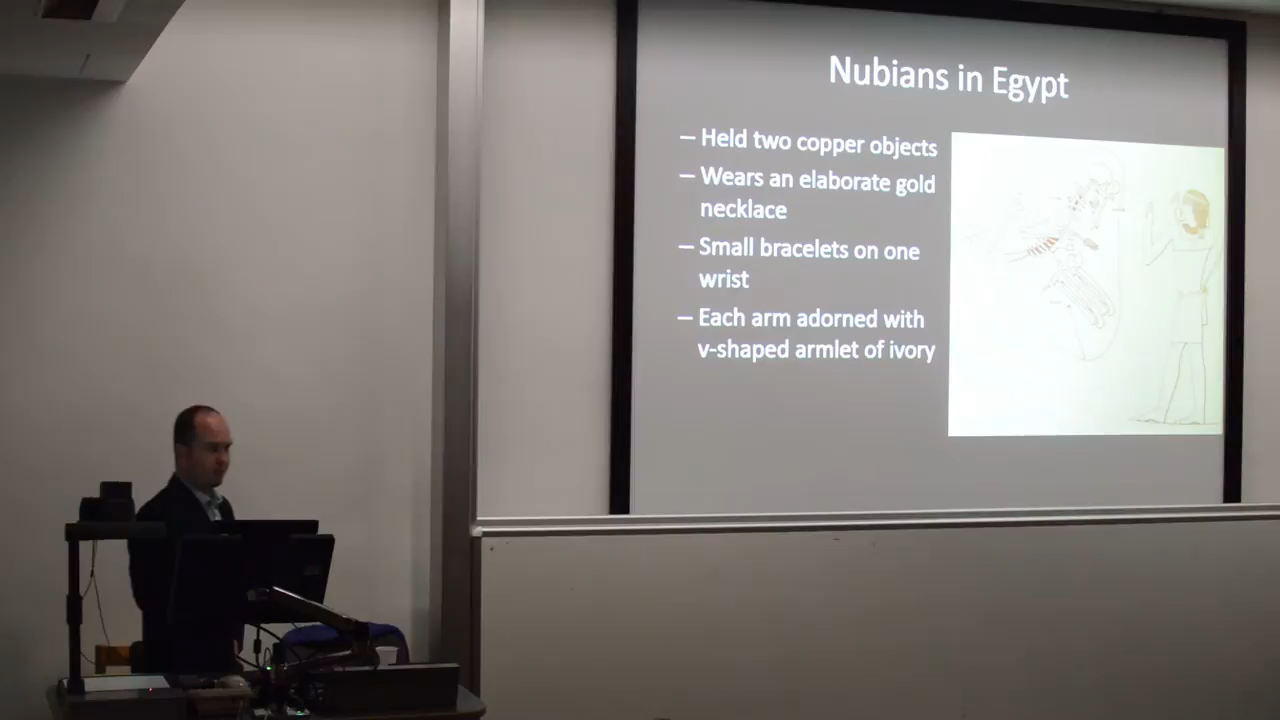 Nubians in Egypt
– Held two copper objects
– Wears an elaborate gold
necklace
– Small bracelets on one
wrist
– Each arm adorned with
v-shaped armlet of ivory